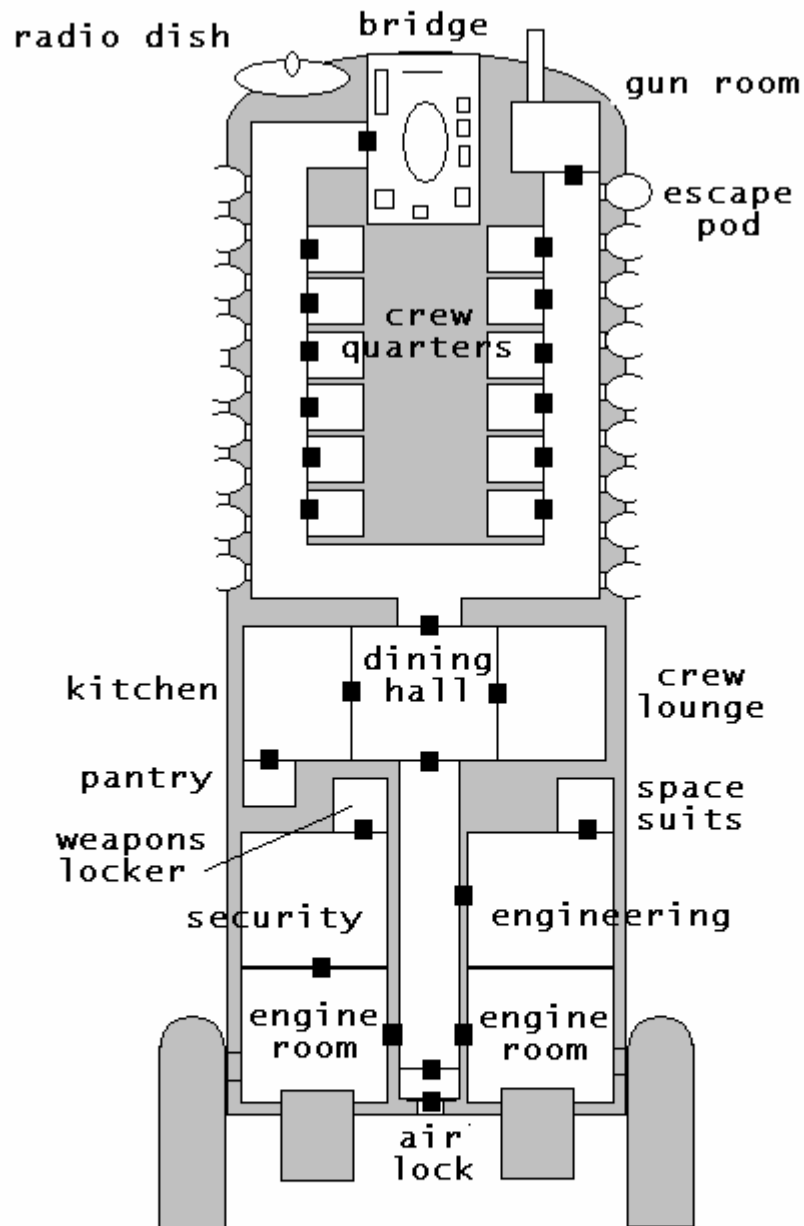 bridge
radio dish
gun room
escape
pod
crew
quarters
dining
hall
kitchen
crew
lounge
pantry
space
suits
weapons
locker
security
engineering
engine
room
engine
room
air
lock